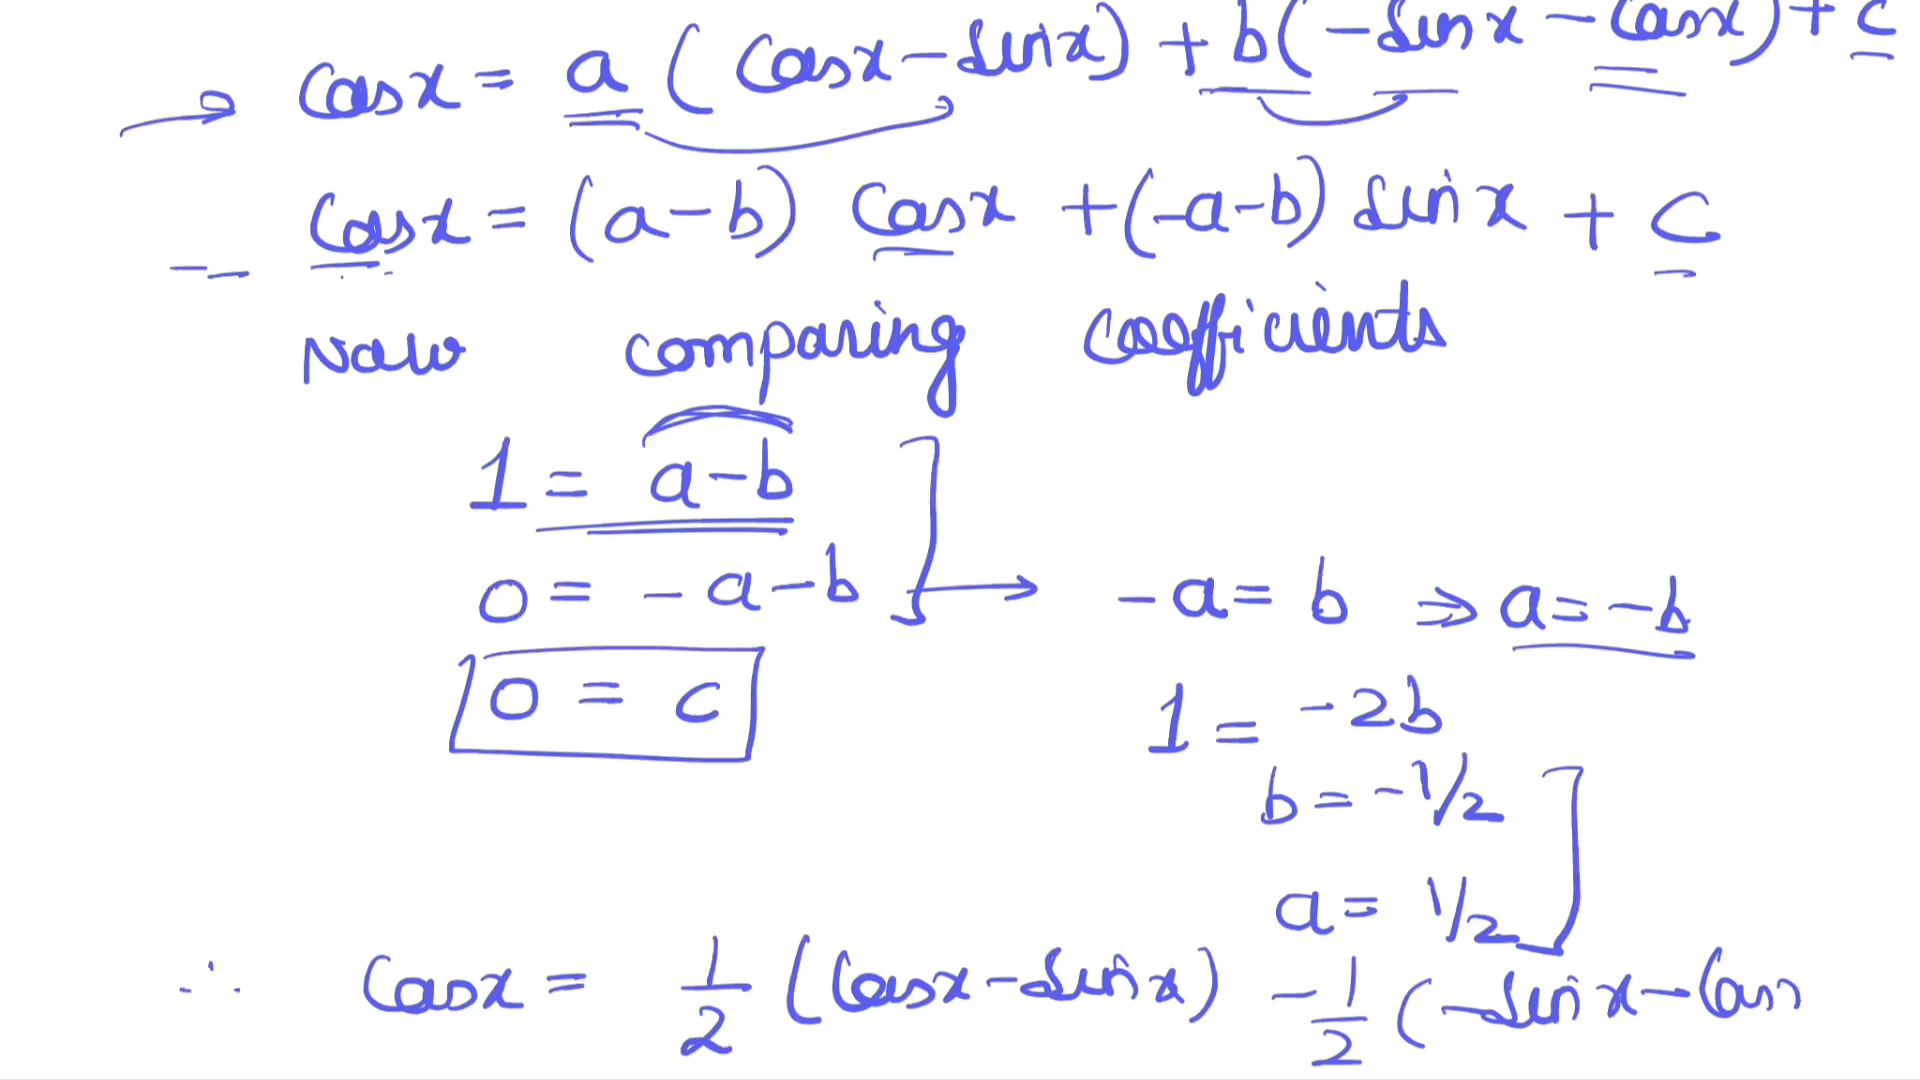 → Cosx = a (Cosx - Sinx) + b(-Sinx - Cosx) + c
Cosx = (a-b) Cosx + (-a-b) Sinx + c
Now comparing coefficients
1 = a-b
0 = -a-b → -a = b ⇒ a = -b
0 = c
1 = -2b
b = -1/2
a = 1/2
∴ Cosx = 1/2 (Cosx - Sinx) - 1/2 (-Sinx - Cosx